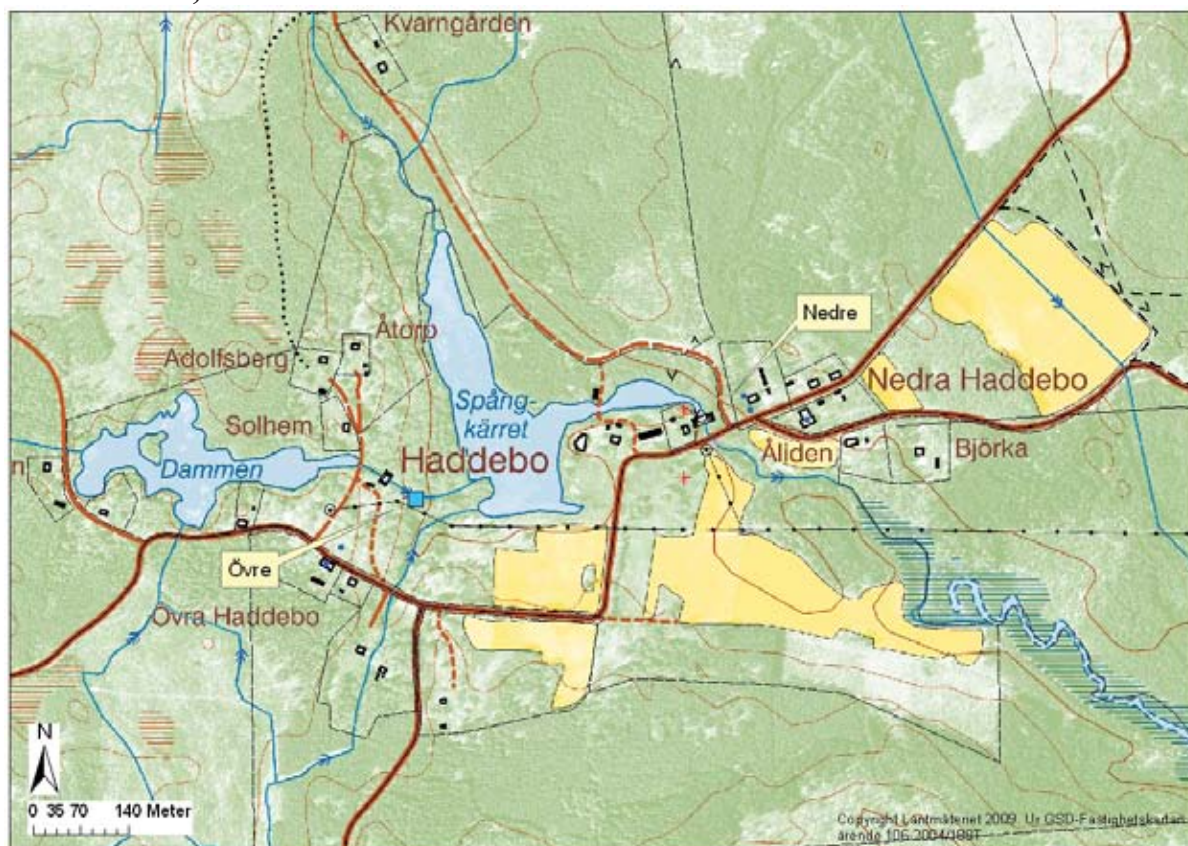 Kvarngården
Nedre
Åtorp
Adolfsberg
Nedra Haddebo
Spång-
kärret
Solhem
Haddebo
Åliden
Björka
n
Dammen
Övre
Övra Haddebo
N
0 35 70 140 Meter
Copyright Lantmäteriet 2009. Ur GSD-Fastighetskartan
ärende 106-2004/188T